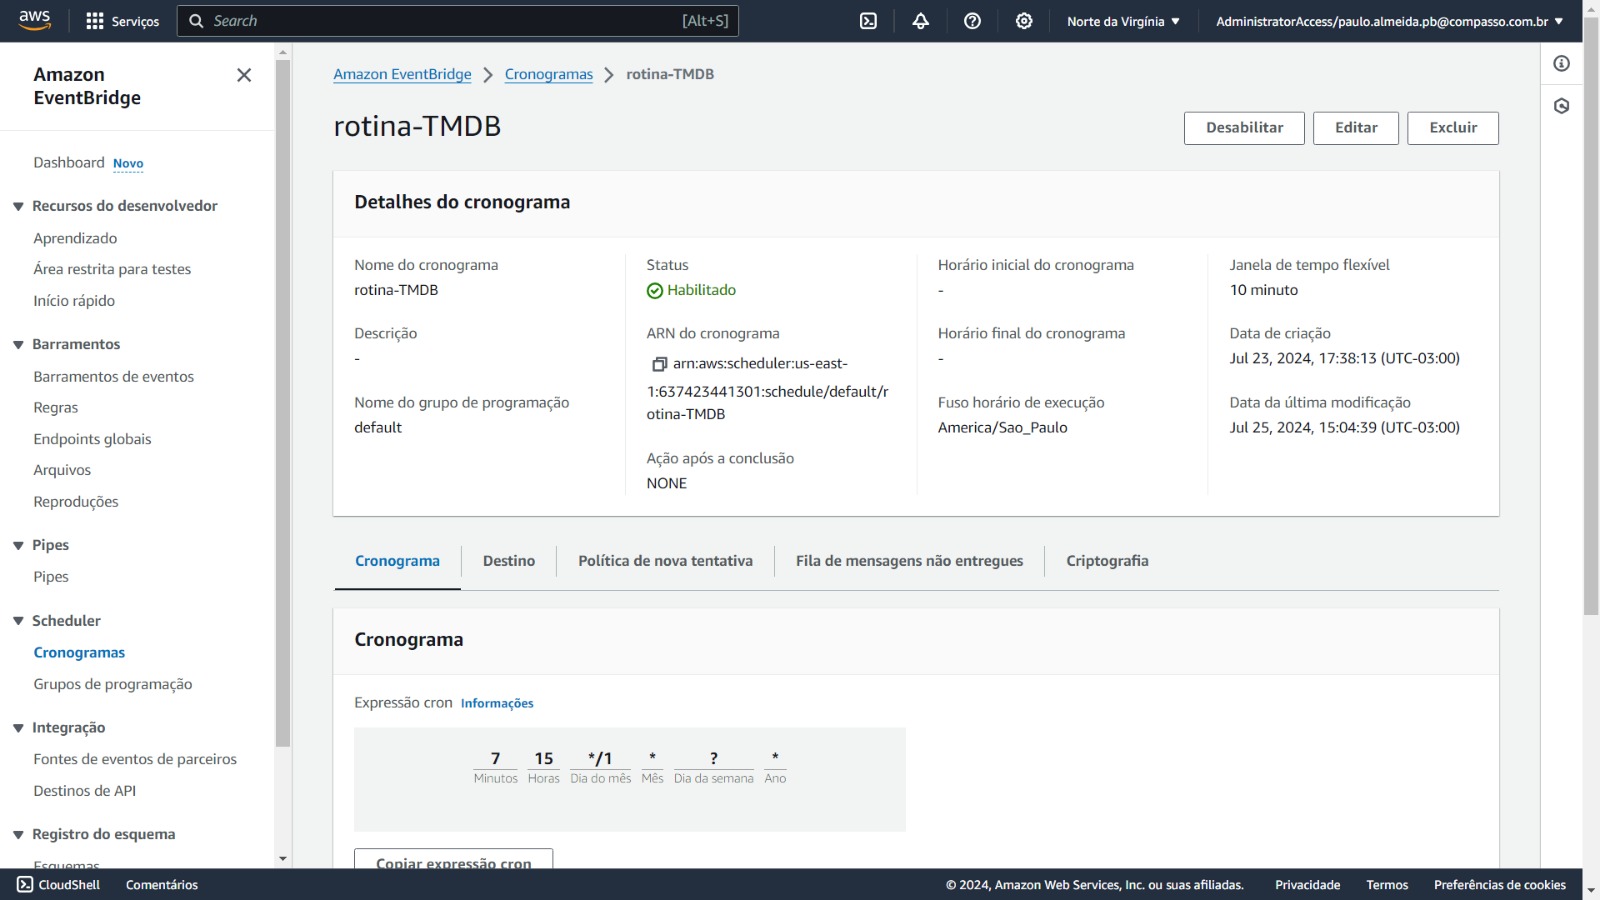 aws
Serviços
Search
[Alt+S]
Norte da Virgínia
AdministratorAccess/paulo.almeida.pb@compasso.com.br
Amazon
EventBridge
Dashboard Novo
Recursos do desenvolvedor
Aprendizado
Área restrita para testes
Início rápido
Barramentos
Barramentos de eventos
Regras
Endpoints globais
Arquivos
Reproduções
Pipes
Pipes
Scheduler
Cronogramas
Grupos de programação
Integração
Fontes de eventos de parceiros
Destinos de API
Registro do esquema
Esquemas
Amazon EventBridge
Cronogramas
rotina-TMDB
rotina-TMDB
Desabilitar
Editar
Excluir
Detalhes do cronograma
Nome do cronograma
rotina-TMDB
Descrição
-
Nome do grupo de programação
default
Status
Habilitado
ARN do cronograma
arn:aws:scheduler:us-east-
1:637423441301:schedule/default/r
otina-TMDB
Ação após a conclusão
NONE
Horário inicial do cronograma
-
Horário final do cronograma
-
Fuso horário de execução
America/Sao_Paulo
Janela de tempo flexível
10 minuto
Data de criação
Jul 23, 2024, 17:38:13 (UTC-03:00)
Data da última modificação
Jul 25, 2024, 15:04:39 (UTC-03:00)
Cronograma
Destino
Política de nova tentativa
Fila de mensagens não entregues
Criptografia
Cronograma
Expressão cron Informações
7 15 */1 * ? *
Minutos Horas Dia do mês Mês Dia da semana Ano
Copiar expressão cron
CloudShell
Comentários
© 2024, Amazon Web Services, Inc. ou suas afiliadas.
Privacidade
Termos
Preferências de cookies